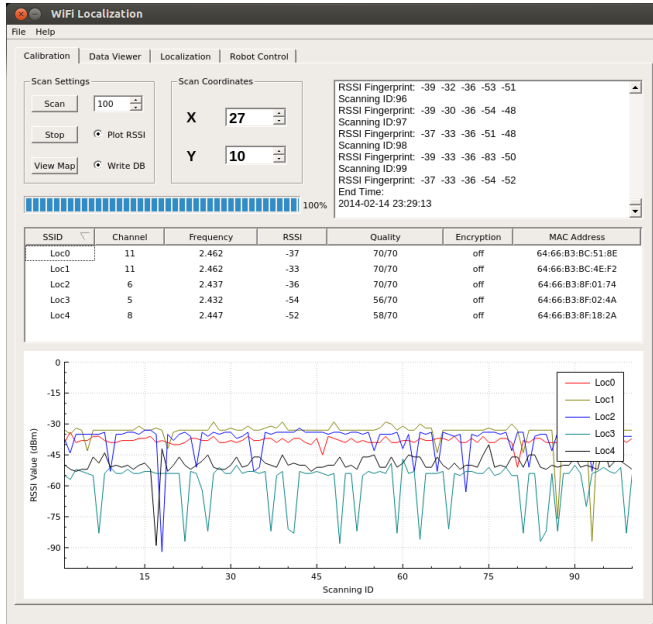 WiFi Localization
File Help
Calibration Data Viewer Localization Robot Control
Scan Settings
Scan 100
Stop Plot RSSI
View Map Write DB
Scan Coordinates
X 27
Y 10
100%
RSSI Fingerprint: -39 -32 -36 -53 -51
Scanning ID:96
RSSI Fingerprint: -39 -30 -36 -54 -48
Scanning ID:97
RSSI Fingerprint: -37 -33 -36 -51 -48
Scanning ID:98
RSSI Fingerprint: -39 -33 -36 -83 -50
Scanning ID:99
RSSI Fingerprint: -37 -33 -36 -54 -52
End Time:
2014-02-14 23:29:13
SSID Channel Frequency RSSI Quality Encryption MAC Address
Loc0 11 2.462 -37 70/70 off 64:66:B3:BC:51:8E
Loc1 11 2.462 -33 70/70 off 64:66:B3:BC:4E:F2
Loc2 6 2.437 -36 70/70 off 64:66:B3:8F:01:74
Loc3 5 2.432 -54 56/70 off 64:66:B3:8F:02:4A
Loc4 8 2.447 -52 58/70 off 64:66:B3:8F:18:2A
RSSI Value (dBm)
0
-15
-30
-45
-60
-75
-90
Loc0
Loc1
Loc2
Loc3
Loc4
15 30 45 60 75 90
Scanning ID